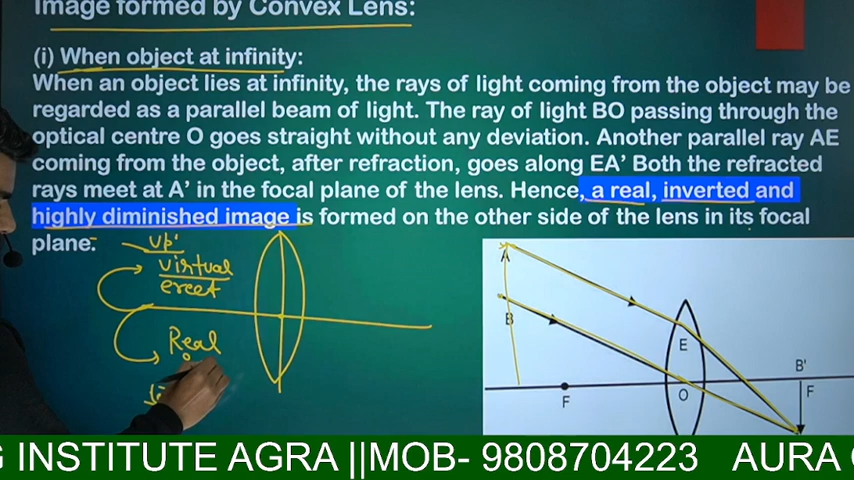 Image formed by Convex Lens:
(i) When object at infinity:
When an object lies at infinity, the rays of light coming from the object may be
regarded as a parallel beam of light. The ray of light BO passing through the
optical centre O goes straight without any deviation. Another parallel ray AE
coming from the object, after refraction, goes along EA’ Both the refracted
rays meet at A’ in the focal plane of the lens. Hence, a real, inverted and
highly diminished image is formed on the other side of the lens in its focal
plane.
up'
virtual
erect
Real
A
B
E
B'
F
O
F
G INSTITUTE AGRA ||MOB- 9808704223 AURA